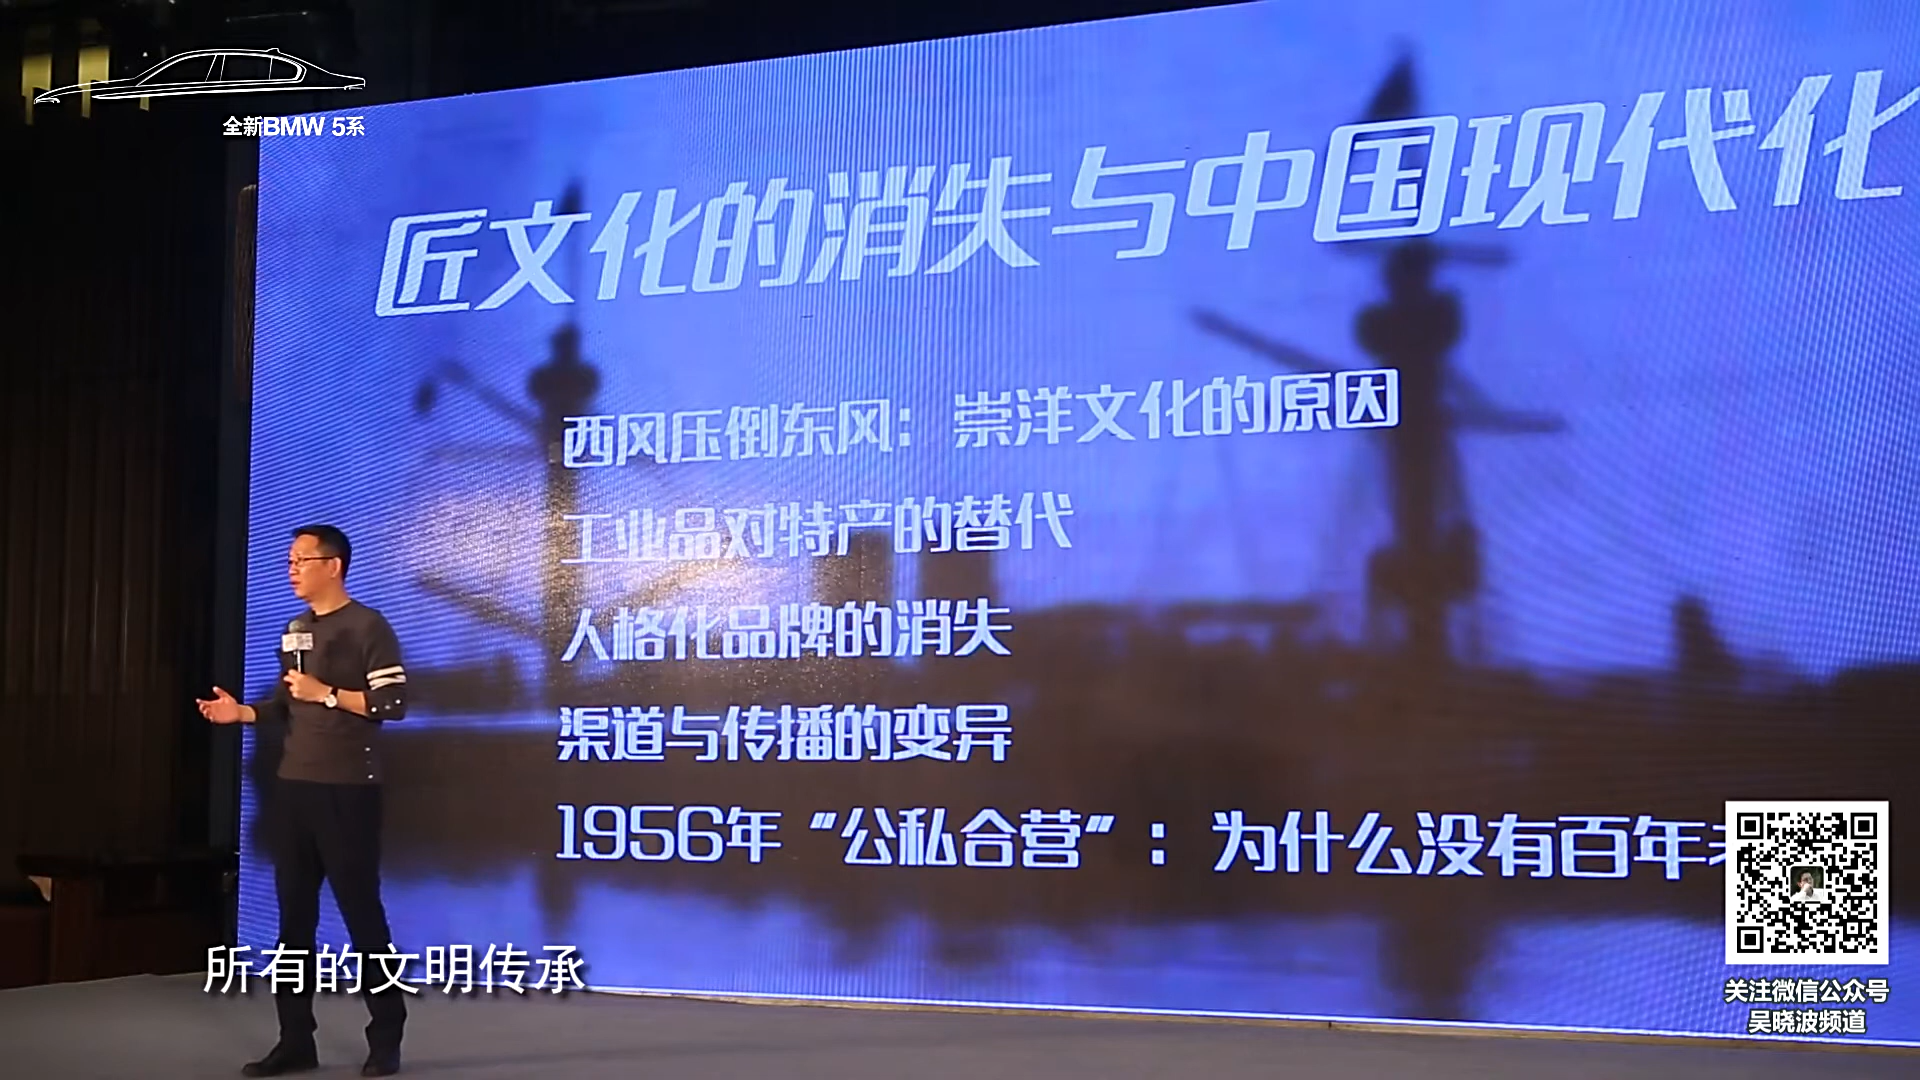 全新BMW 5系
匠文化的消失与中国现代化
西风压倒东风：崇洋文化的原因
工业品对特产的替代
人格化品牌的消失
渠道与传播的变异
1956年“公私合营”：为什么没有百年
所有的文明传承
关注微信公众号
吴晓波频道